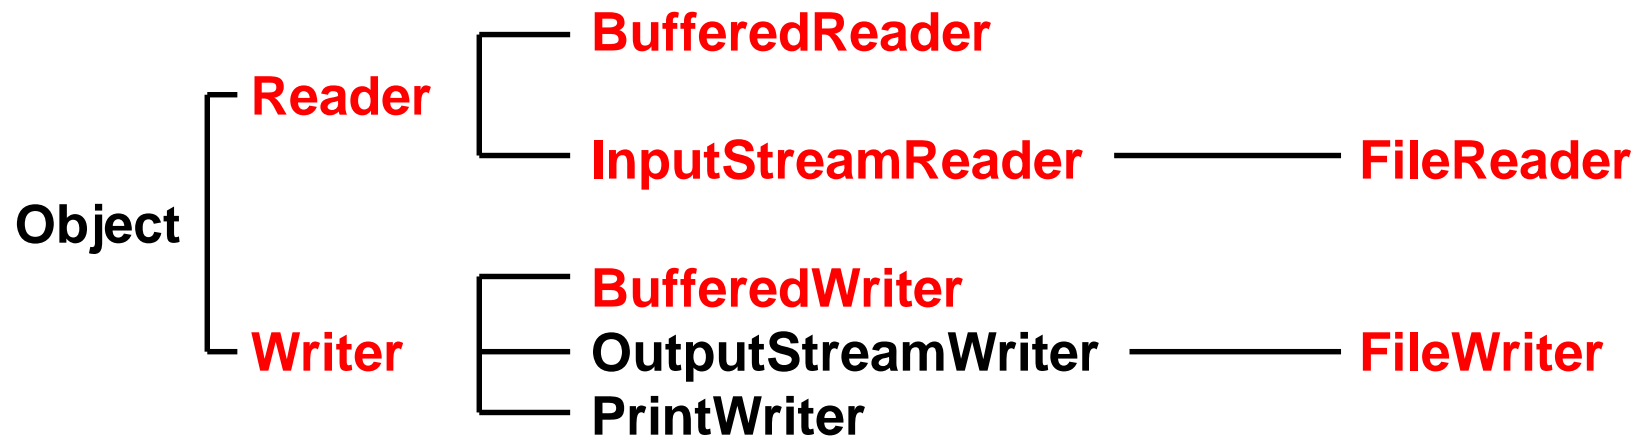 BufferedReader
Reader
InputStreamReader FileReader
Object
BufferedWriter
Writer OutputStreamWriter FileWriter
PrintWriter